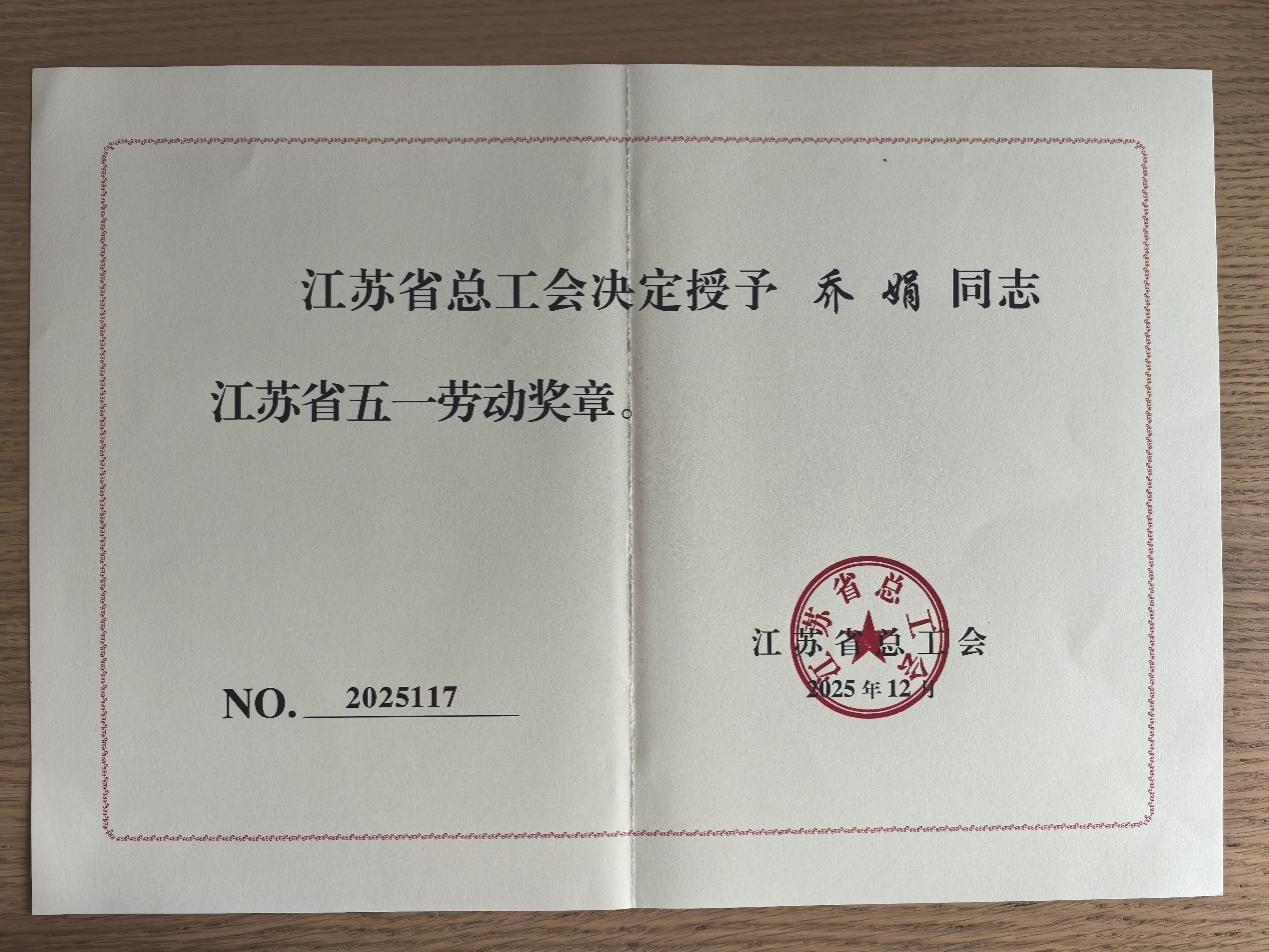 江苏省总工会决定授予 乔 娟 同志
江苏省五一劳动奖章。
江苏省总工会
江苏省总工会
2025年12月
NO. 2025117